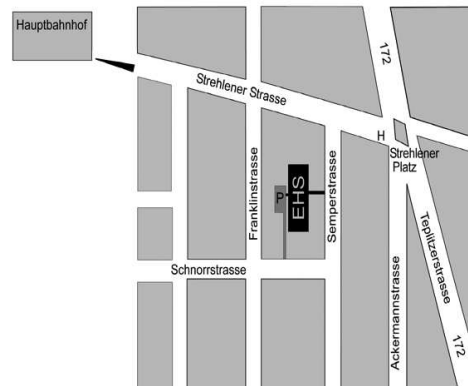 Hauptbahnhof
172
Strehlener Strasse
H
Strehlener
Platz
Franklinstrasse
P
EHS
Semperstrasse
Schnorrstrasse
Ackermannstrasse
Teplitzerstrasse
172